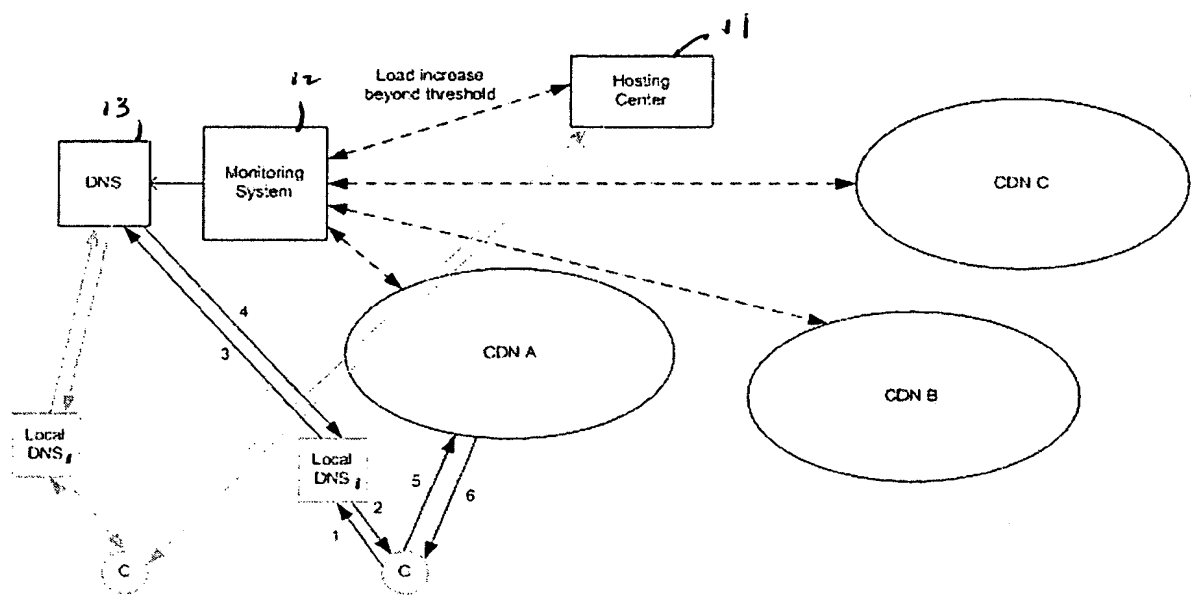 11
12
13
Load increase
beyond threshold
Hosting
Center
DNS
Monitoring
System
CDN C
4
3
CDN A
CDN B
Local
DNS
Local
DNS
5
6
2
1
C
C